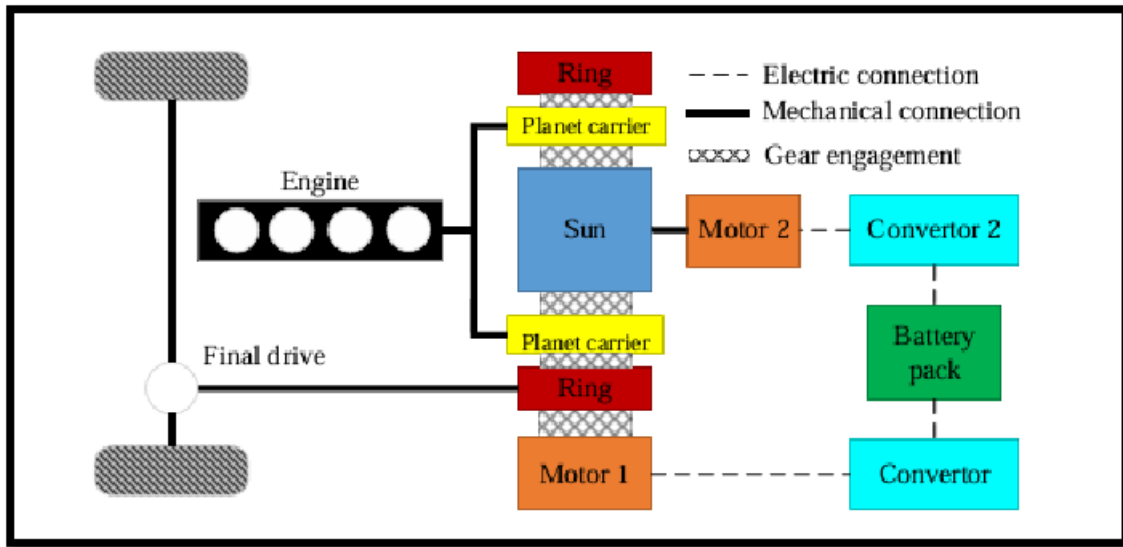 Ring
Electric connection
Planet carrier
Mechanical connection
Gear engagement
Engine
Sun
Motor 2
Convertor 2
Battery
pack
Planet carrier
Final drive
Ring
Motor 1
Convertor